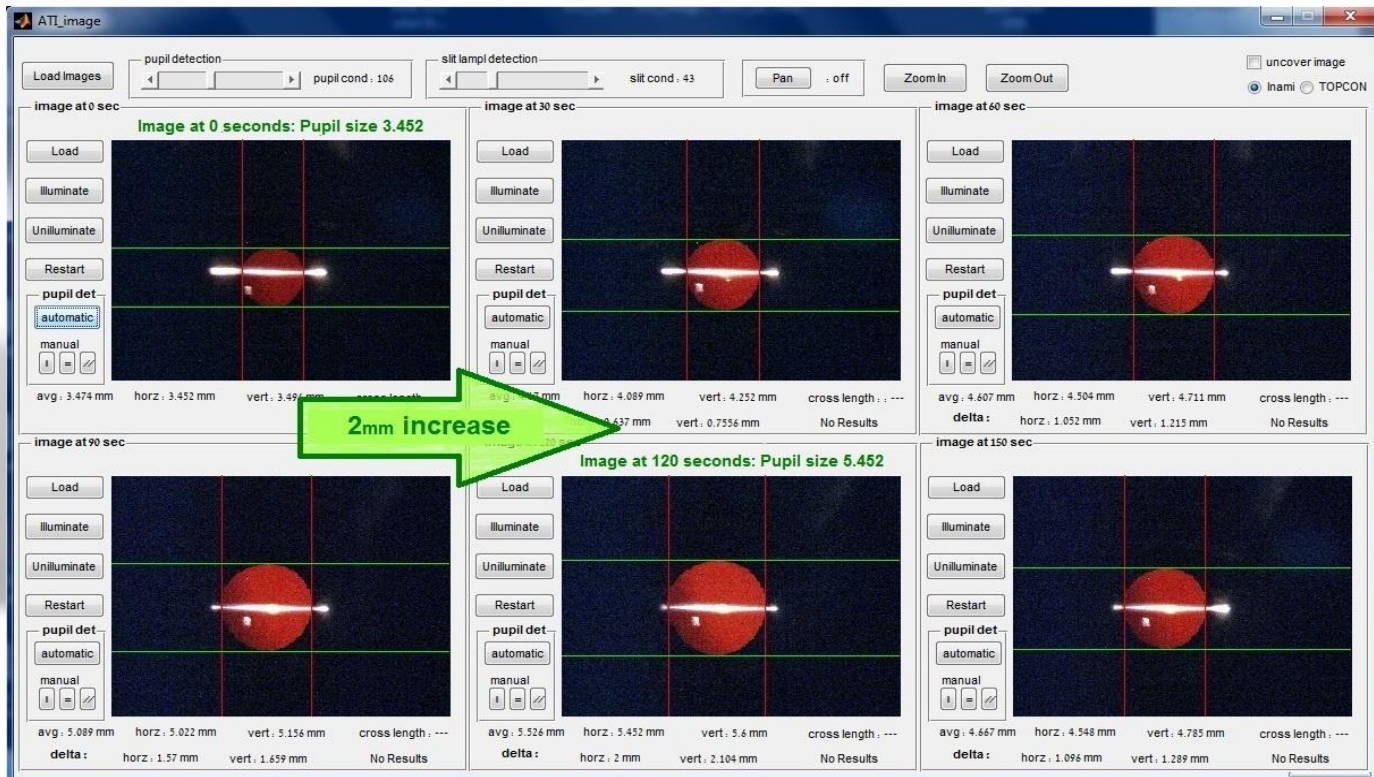 ATI_image
Load Images
pupil detection
pupil cond : 106
slit lampl detection
slit cond : 43
Pan
: off
Zoom In
Zoom Out
uncover image
Inami
TOPCON
image at 0 sec
Image at 0 seconds: Pupil size 3.452
Load
Illuminate
Unilluminate
Restart
pupil det
automatic
manual
I = //
avg : 3.474 mm horz : 3.452 mm vert : 3.496 mm
image at 30 sec
Load
Illuminate
Unilluminate
Restart
pupil det
automatic
manual
I = //
horz : 4.089 mm vert : 4.252 mm cross length : : ---
vert : 0.7556 mm No Results
image at 60 sec
Load
Illuminate
Unilluminate
Restart
pupil det
automatic
manual
I = //
avg : 4.607 mm horz : 4.504 mm vert : 4.711 mm cross length : ---
delta : horz : 1.052 mm vert : 1.215 mm No Results
2mm increase
image at 90 sec
Load
Illuminate
Unilluminate
Restart
pupil det
automatic
manual
I = //
avg : 5.089 mm horz : 5.022 mm vert : 5.156 mm cross length : ---
delta : horz : 1.57 mm vert : 1.659 mm No Results
Image at 120 seconds: Pupil size 5.452
Load
Illuminate
Unilluminate
Restart
pupil det
automatic
manual
I = //
avg : 5.526 mm horz : 5.452 mm vert : 5.6 mm cross length : ---
delta : horz : 2 mm vert : 2.104 mm No Results
image at 150 sec
Load
Illuminate
Unilluminate
Restart
pupil det
automatic
manual
I = //
avg : 4.667 mm horz : 4.548 mm vert : 4.785 mm cross length : ---
delta : horz : 1.096 mm vert : 1.289 mm No Results